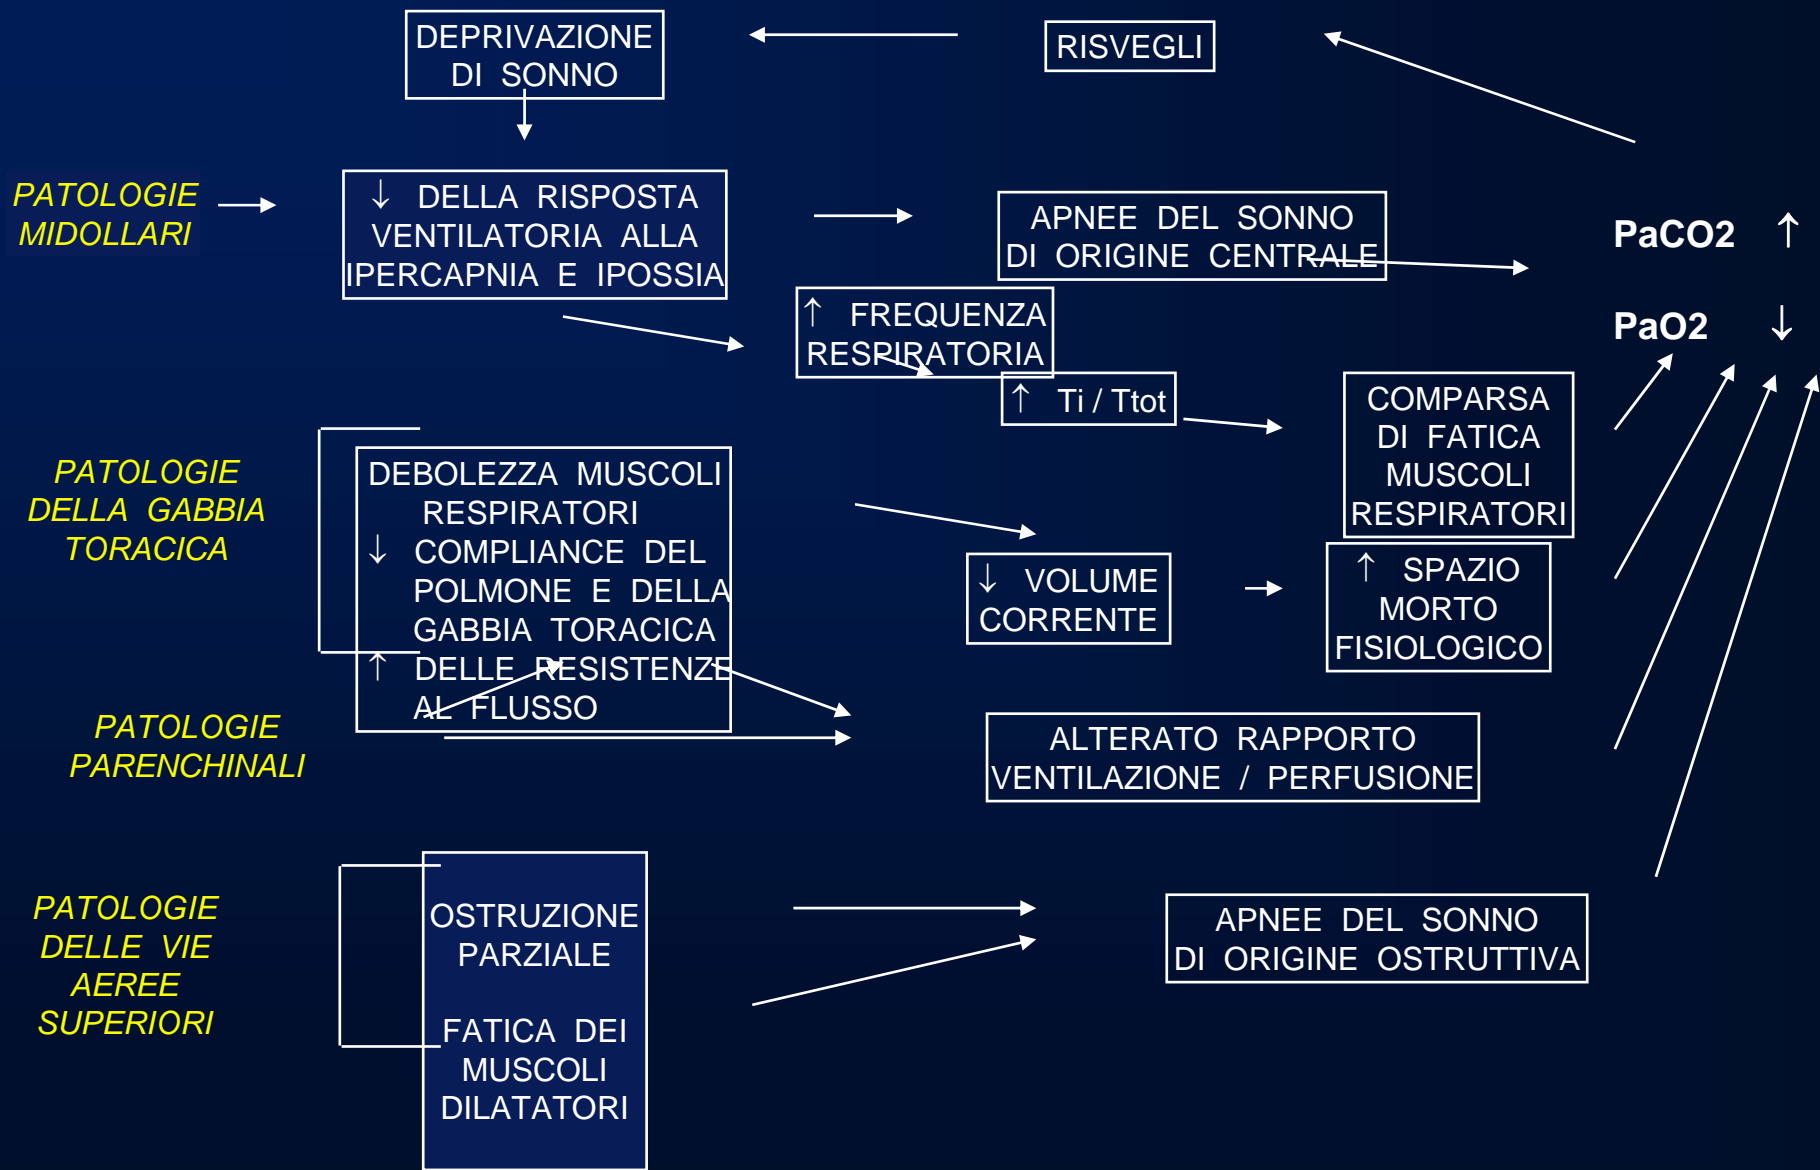 DEPRIVAZIONE
DI SONNO
RISVEGLI
PATOLOGIE
MIDOLLARI
↓ DELLA RISPOSTA
VENTILATORIA ALLA
IPERCAPNIA E IPOSSIA
APNEE DEL SONNO
DI ORIGINE CENTRALE
PaCO2 ↑
PaO2 ↓
↑ FREQUENZA
RESPIRATORIA
↑ Ti / Ttot
COMPARSA
DI FATICA
MUSCOLI
RESPIRATORI
PATOLOGIE
DELLA GABBIA
TORACICA
DEBOLEZZA MUSCOLI
RESPIRATORI
↓ COMPLIANCE DEL
POLMONE E DELLA
GABBIA TORACICA
↑ DELLE RESISTENZE
AL FLUSSO
↓ VOLUME
CORRENTE
↑ SPAZIO
MORTO
FISIOLOGICO
PATOLOGIE
PARENCHINALI
ALTERATO RAPPORTO
VENTILAZIONE / PERFUSIONE
PATOLOGIE
DELLE VIE
AEREE
SUPERIORI
OSTRUZIONE
PARZIALE
FATICA DEI
MUSCOLI
DILATATORI
APNEE DEL SONNO
DI ORIGINE OSTRUTTIVA